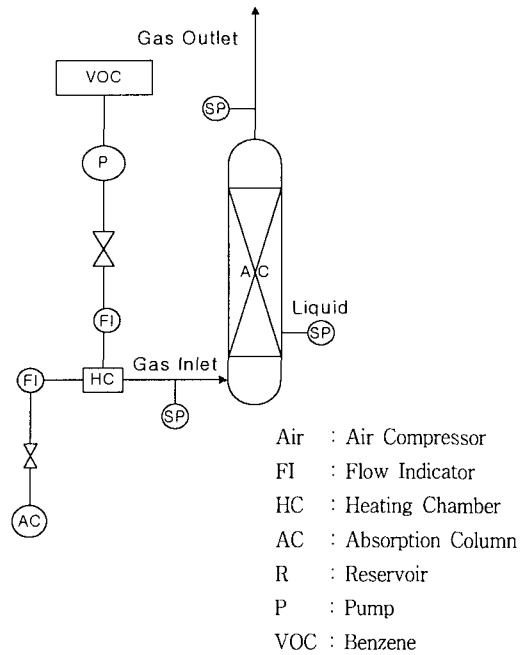 Gas Outlet
VOC
SP
P
A C
Liquid
FI
SP
Gas Inlet
FI
HC
SP
AC
Air : Air Compressor
FI : Flow Indicator
HC : Heating Chamber
AC : Absorption Column
R : Reservoir
P : Pump
VOC : Benzene